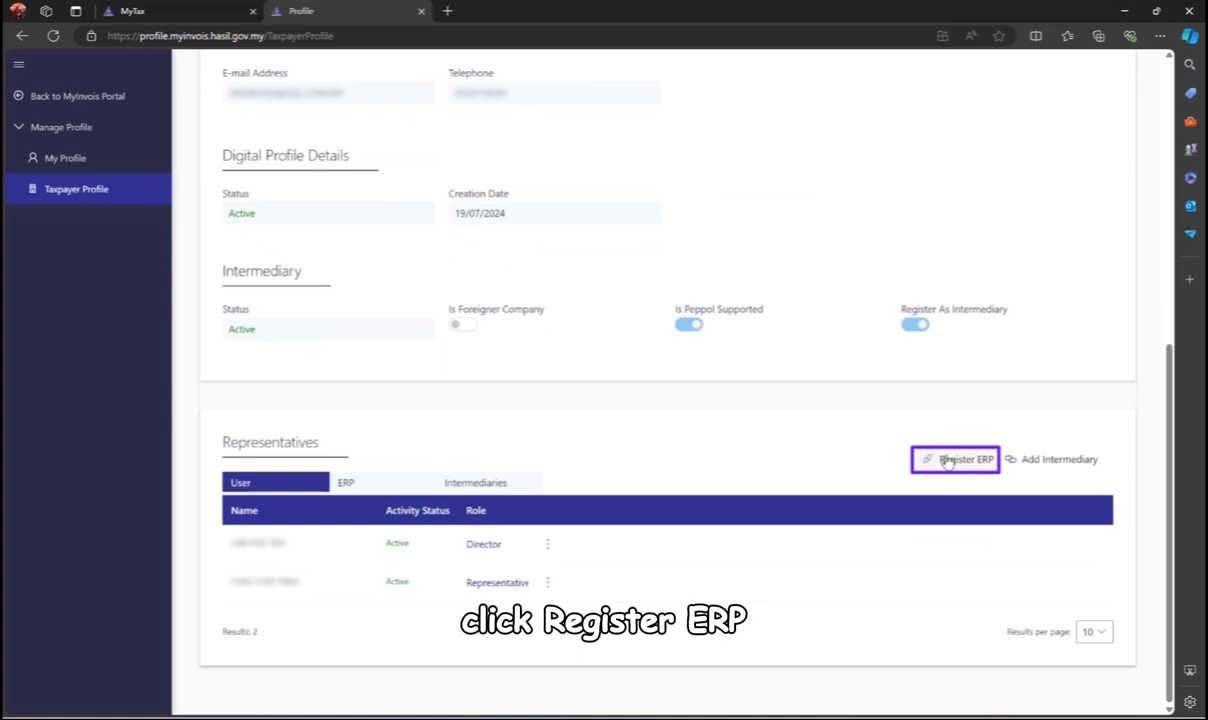 MyTax
Profile
https://profile.myinvois.hasil.gov.my/TaxpayerProfile
Back to MyInvois Portal
Manage Profile
My Profile
Taxpayer Profile
E-mail Address
Telephone
Digital Profile Details
Status
Creation Date
Active
19/07/2024
Intermediary
Status
Is Foreigner Company
Is Peppol Supported
Register As Intermediary
Active
Representatives
Register ERP
Add Intermediary
User
ERP
Intermediaries
Name
Activity Status
Role
Active
Director
Active
Representative
click Register ERP
Results: 2
Results per page:
10